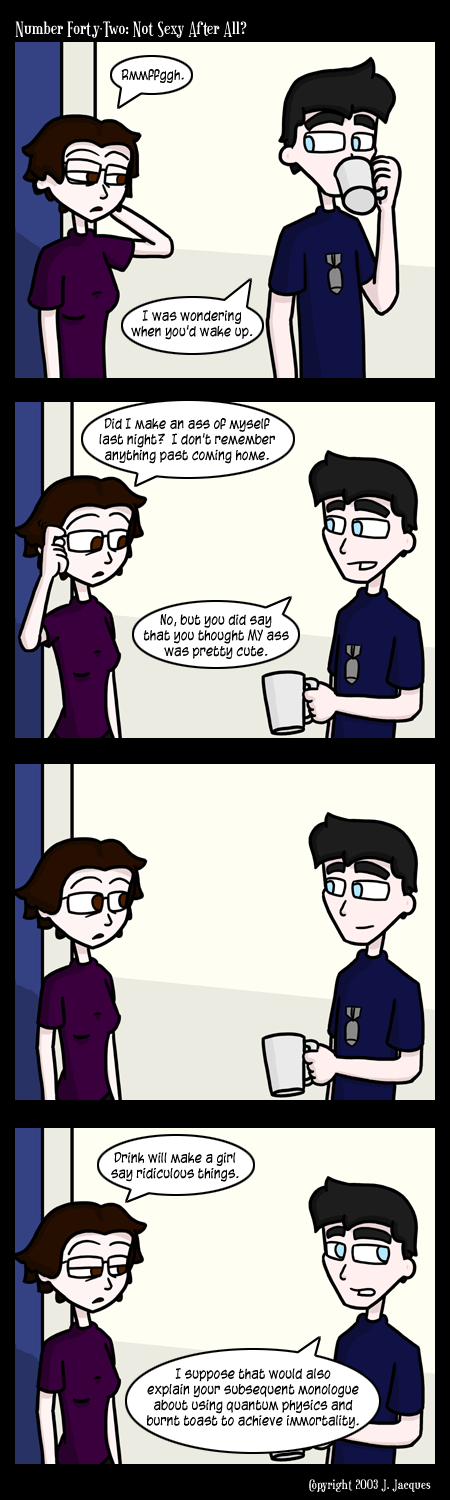 Number Forty-Two: Not Sexy After All?
Rmmffggh.
I was wondering
when you'd wake up.
Did I make an ass of myself
last night? I don't remember
anything past coming home.
No, but you did say
that you thought MY ass
was pretty cute.
Drink will make a girl
say ridiculous things.
I suppose that would also
explain your subsequent monologue
about using quantum physics and
burnt toast to achieve immortality.
Copyright 2003 J. Jacques